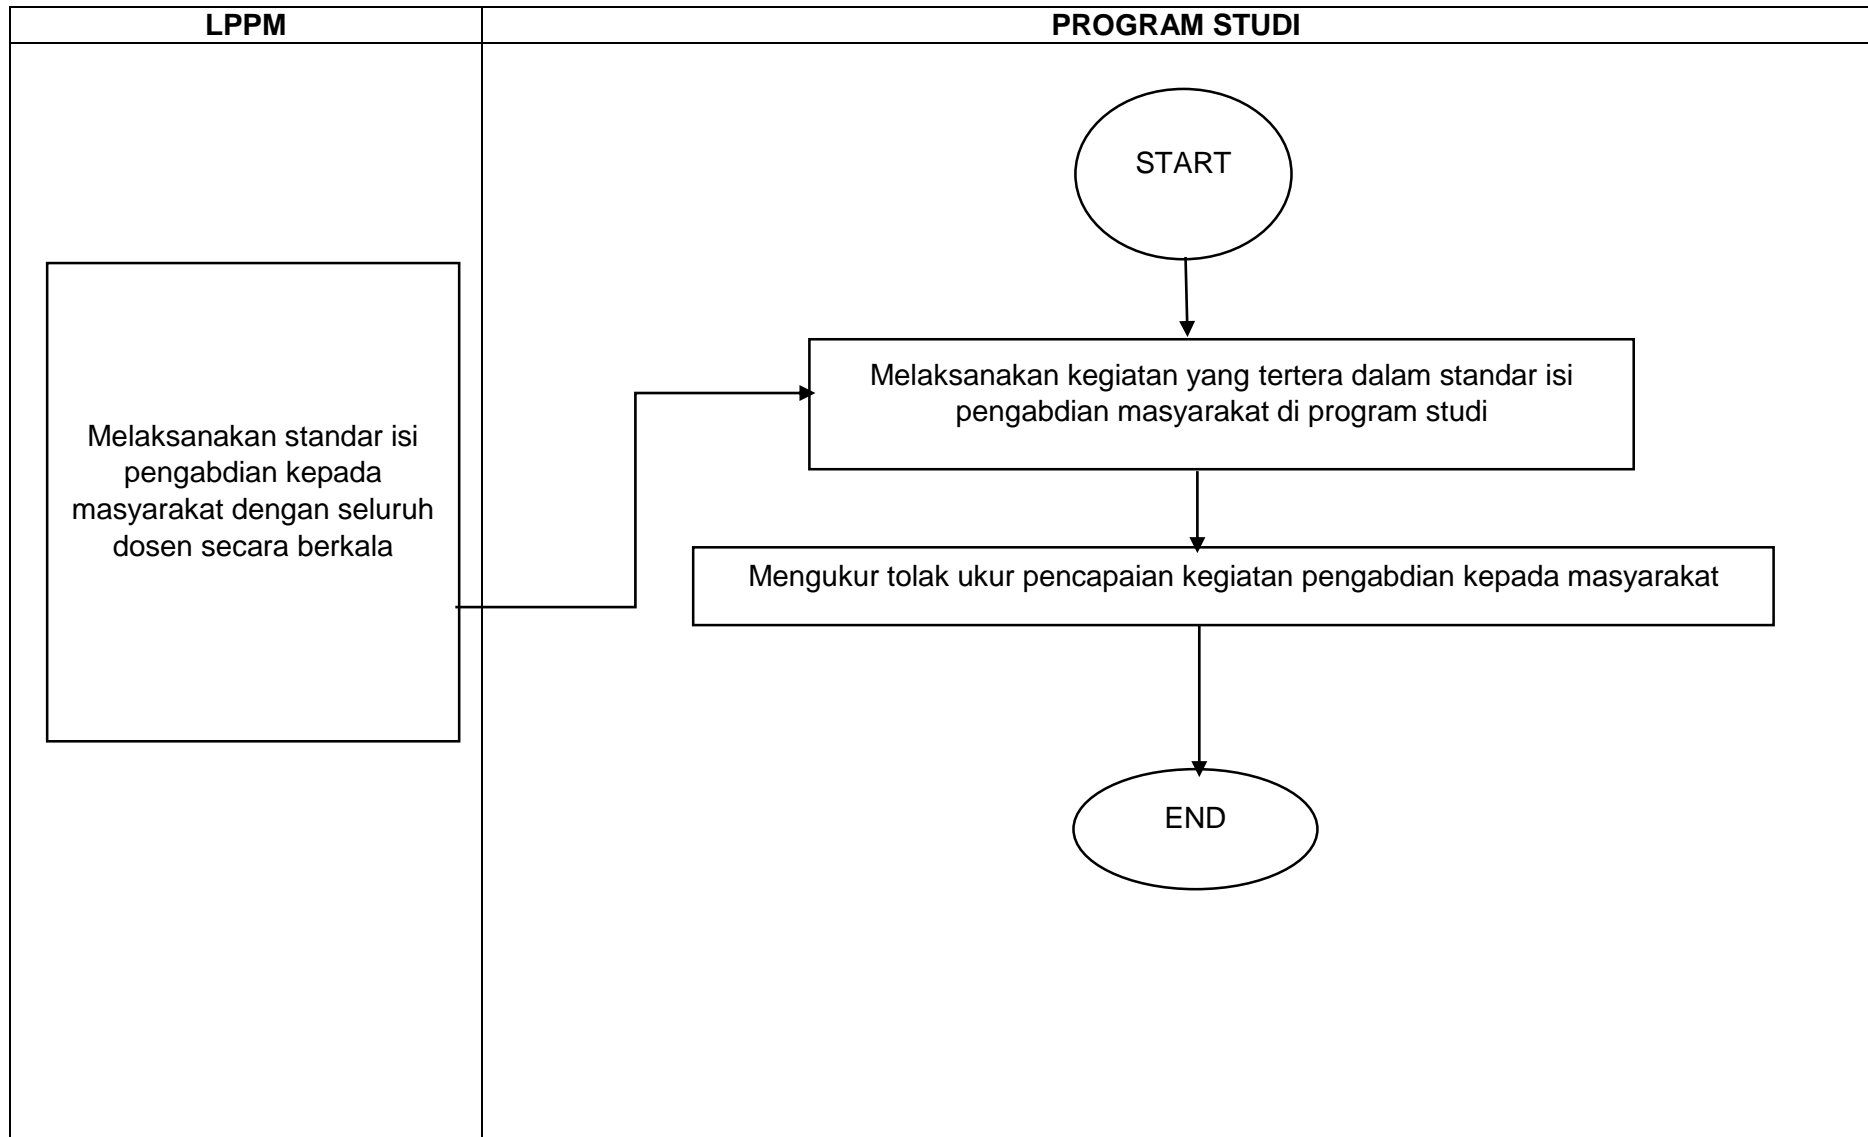 LPPM
PROGRAM STUDI
START
Melaksanakan kegiatan yang tertera dalam standar isi
pengabdian masyarakat di program studi
Melaksanakan standar isi
pengabdian kepada
masyarakat dengan seluruh
dosen secara berkala
Mengukur tolak ukur pencapaian kegiatan pengabdian kepada masyarakat
END